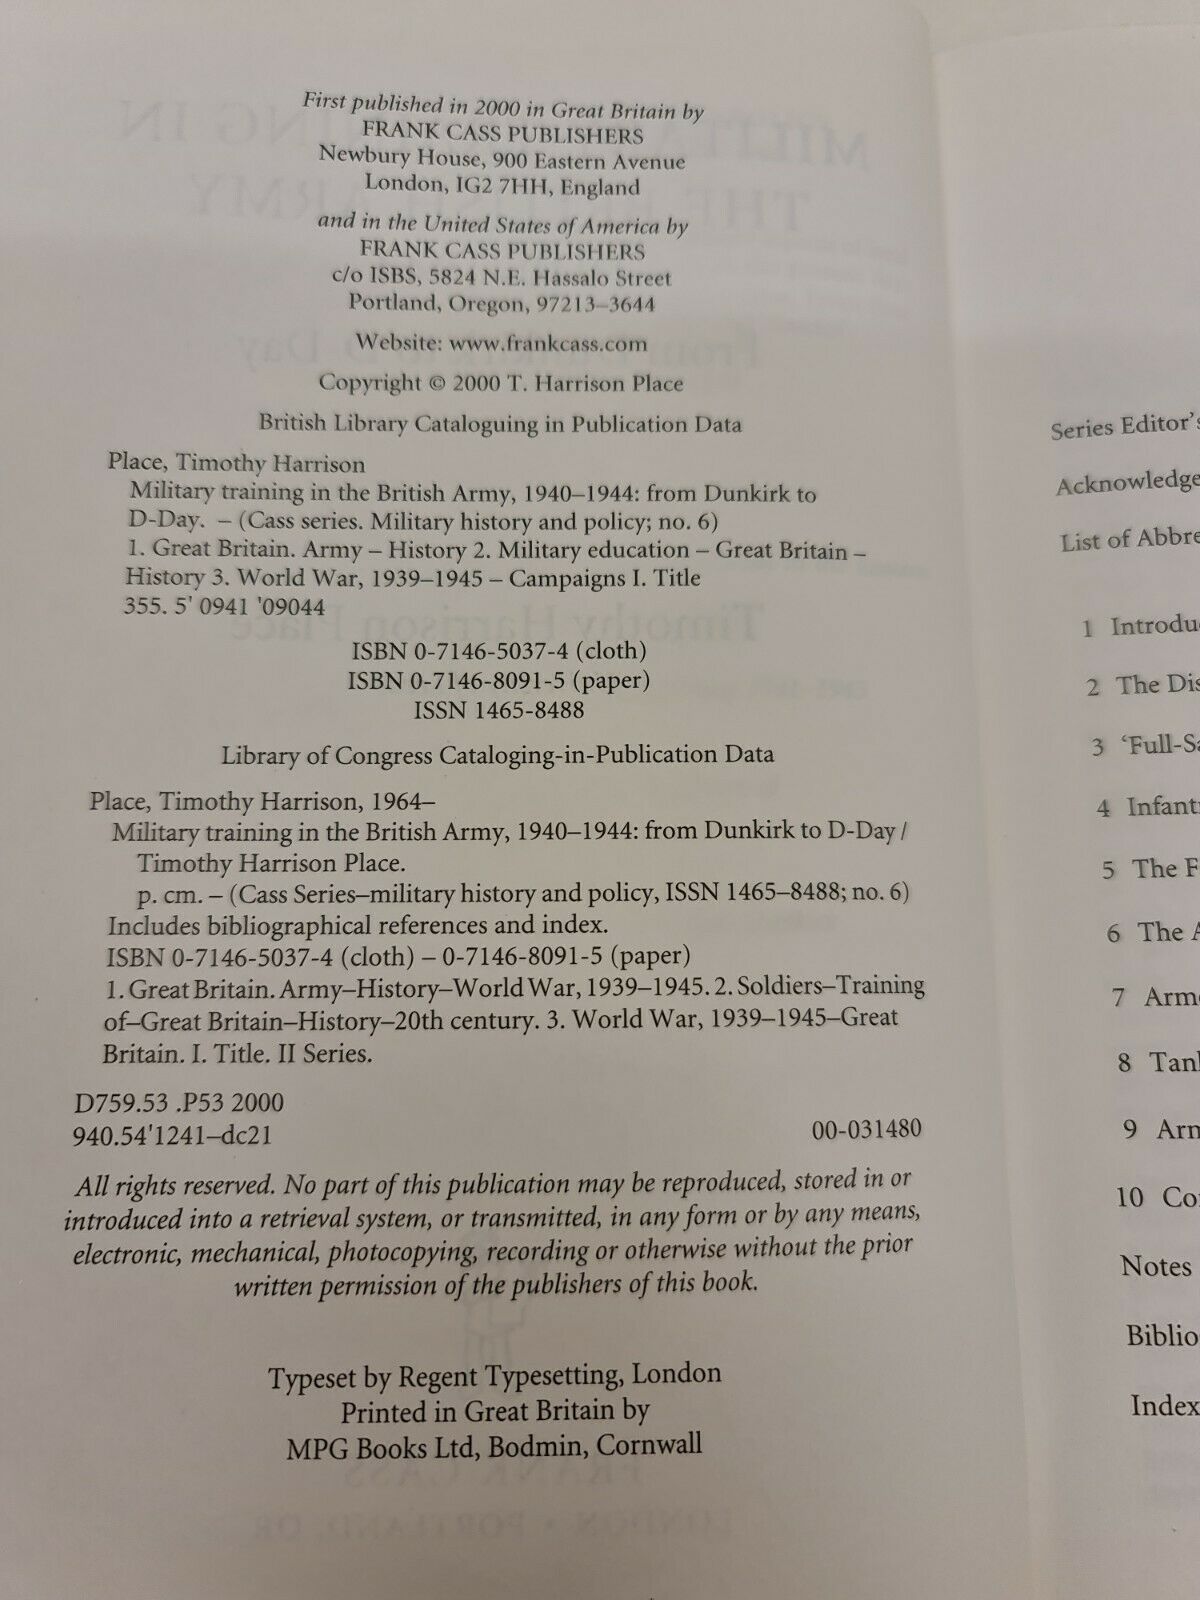 First published in 2000 in Great Britain by
FRANK CASS PUBLISHERS
Newbury House, 900 Eastern Avenue
London, IG2 7HH, England
and in the United States of America by
FRANK CASS PUBLISHERS
c/o ISBS, 5824 N.E. Hassalo Street
Portland, Oregon, 97213–3644
Website: www.frankcass.com
Copyright © 2000 T. Harrison Place
British Library Cataloguing in Publication Data
Place, Timothy Harrison
Military training in the British Army, 1940–1944: from Dunkirk to
D-Day. – (Cass series. Military history and policy; no. 6)
1. Great Britain. Army – History 2. Military education – Great Britain –
History 3. World War, 1939–1945 – Campaigns I. Title
355. 5' 0941 '09044
ISBN 0-7146-5037-4 (cloth)
ISBN 0-7146-8091-5 (paper)
ISSN 1465-8488
Library of Congress Cataloging-in-Publication Data
Place, Timothy Harrison, 1964–
Military training in the British Army, 1940–1944: from Dunkirk to D-Day /
Timothy Harrison Place.
p. cm. – (Cass Series–military history and policy, ISSN 1465–8488; no. 6)
Includes bibliographical references and index.
ISBN 0-7146-5037-4 (cloth) – 0-7146-8091-5 (paper)
1. Great Britain. Army–History–World War, 1939–1945. 2. Soldiers–Training
of–Great Britain–History–20th century. 3. World War, 1939–1945–Great
Britain. I. Title. II Series.
D759.53 .P53 2000
940.54'1241–dc21 00-031480
All rights reserved. No part of this publication may be reproduced, stored in or
introduced into a retrieval system, or transmitted, in any form or by any means,
electronic, mechanical, photocopying, recording or otherwise without the prior
written permission of the publishers of this book.
Typeset by Regent Typesetting, London
Printed in Great Britain by
MPG Books Ltd, Bodmin, Cornwall
Series Editor's
Acknowledge
List of Abbre
1 Introdu
2 The Dis
3 ‘Full-Sa
4 Infant
5 The F
6 The A
7 Armo
8 Tan
9 Arm
10 Co
Notes
Biblio
Index